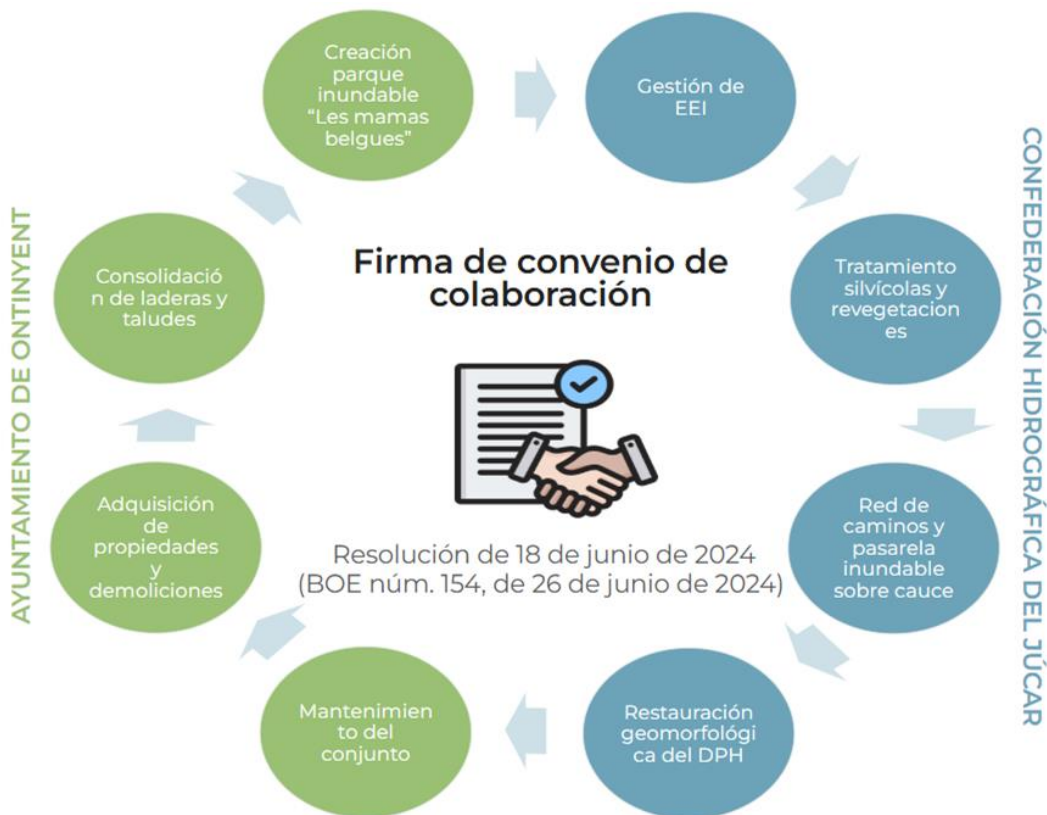 Creación
parque
inundable
"Les mamas
belgues"
Gestión de
EEI
Tratamiento
silvícolas y
revegetacion
es
Red de
caminos y
pasarela
inundable
sobre cauce
Restauración
geomorfológi
ca del DPH
Mantenimien
to del
conjunto
Adquisición
de
propiedades
y
demoliciones
Consolidació
n de laderas y
taludes
Firma de convenio de
colaboración
Resolución de 18 de junio de 2024
(BOE núm. 154, de 26 de junio de 2024)
AYUNTAMIENTO DE ONTINYENT
CONFEDERACIÓN HIDROGRÁFICA DEL JÚCAR